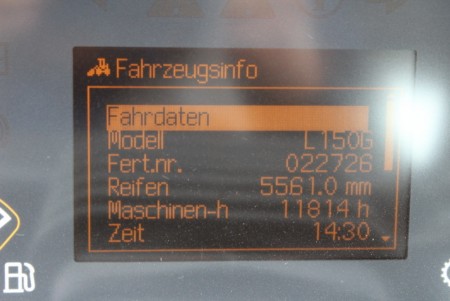 Fahrzeugsinfo
Fahrdaten
Modell L150G
Fert.nr. 022726
Reifen 5561.0 mm
Maschinen-h 11814 h
Zeit 14:30